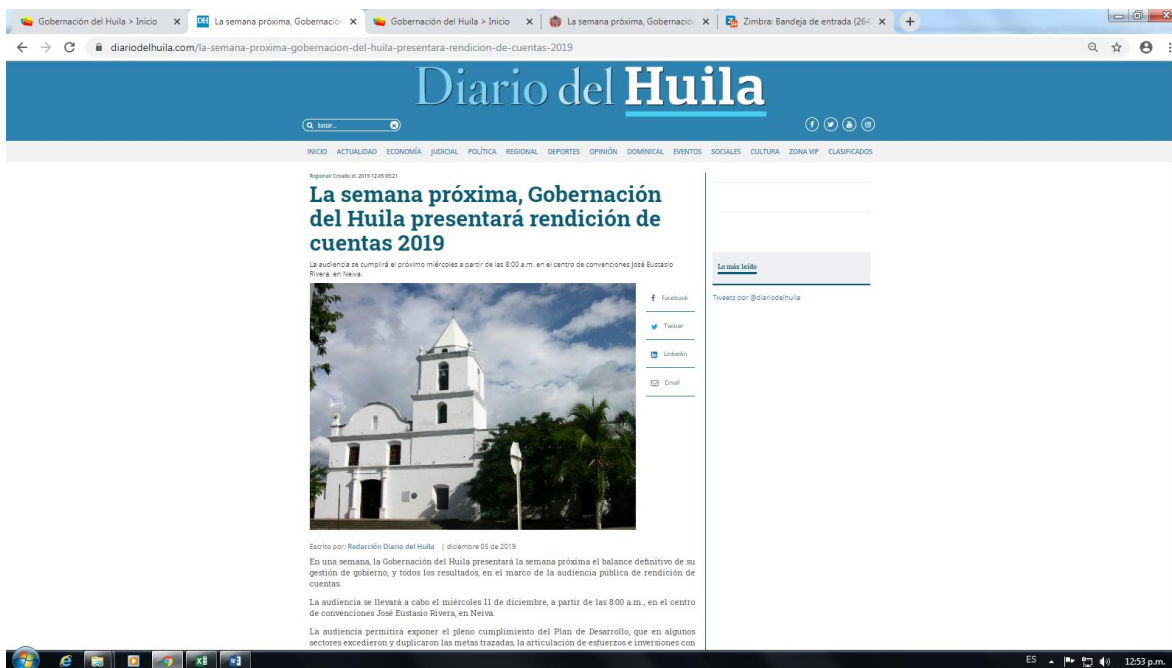 Gobernación del Huila > Inicio
La semana próxima, Gobernación
Gobernación del Huila > Inicio
La semana próxima, Gobernación
Zimbra: Bandeja de entrada (264
diariodelhuila.com/la-semana-proxima-gobernacion-del-huila-presentara-rendicion-de-cuentas-2019
Diario del Huila
INICIO ACTUALIDAD ECONOMÍA JUDICIAL POLÍTICA REGIONAL DEPORTES OPINIÓN DOMINICAL EVENTOS SOCIALES CULTURA ZONA VIP CLASIFICADOS
Regional/ Creado el: 2019-12-05 05:21
La semana próxima, Gobernación
del Huila presentará rendición de
cuentas 2019
La audiencia se cumplirá el próximo miércoles a partir de las 8:00 a.m. en el centro de convenciones José Eustasio
Rivera, en Neiva.
Facebook
Twitter
Linkedin
Email
Lo más leído
Tweets por @diariodelhuila
Escrito por: Redacción Diario del Huila | diciembre 05 de 2019
En una semana, la Gobernación del Huila presentará la semana próxima el balance definitivo de su
gestión de gobierno, y todos los resultados, en el marco de la audiencia pública de rendición de
cuentas.
La audiencia se llevará a cabo el miércoles 11 de diciembre, a partir de las 8:00 a.m., en el centro
de convenciones José Eustasio Rivera, en Neiva.
La audiencia permitirá exponer el pleno cumplimiento del Plan de Desarrollo, que en algunos
sectores excedieron y duplicaron las metas trazadas, la articulación de esfuerzos e inversiones con
ES 12:53 p.m.